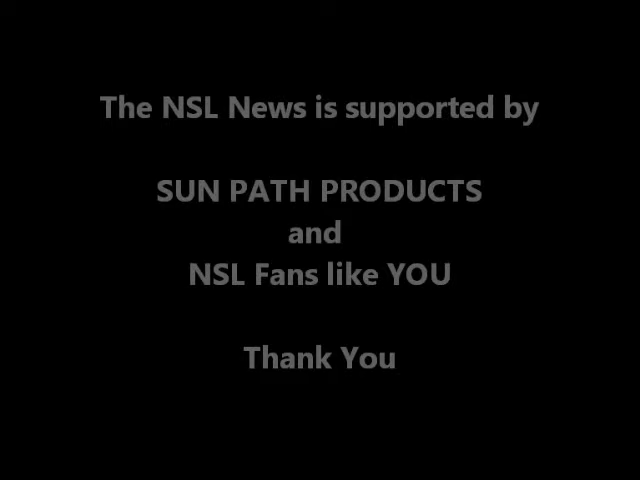 The NSL News is supported by
SUN PATH PRODUCTS
and
NSL Fans like YOU
Thank You